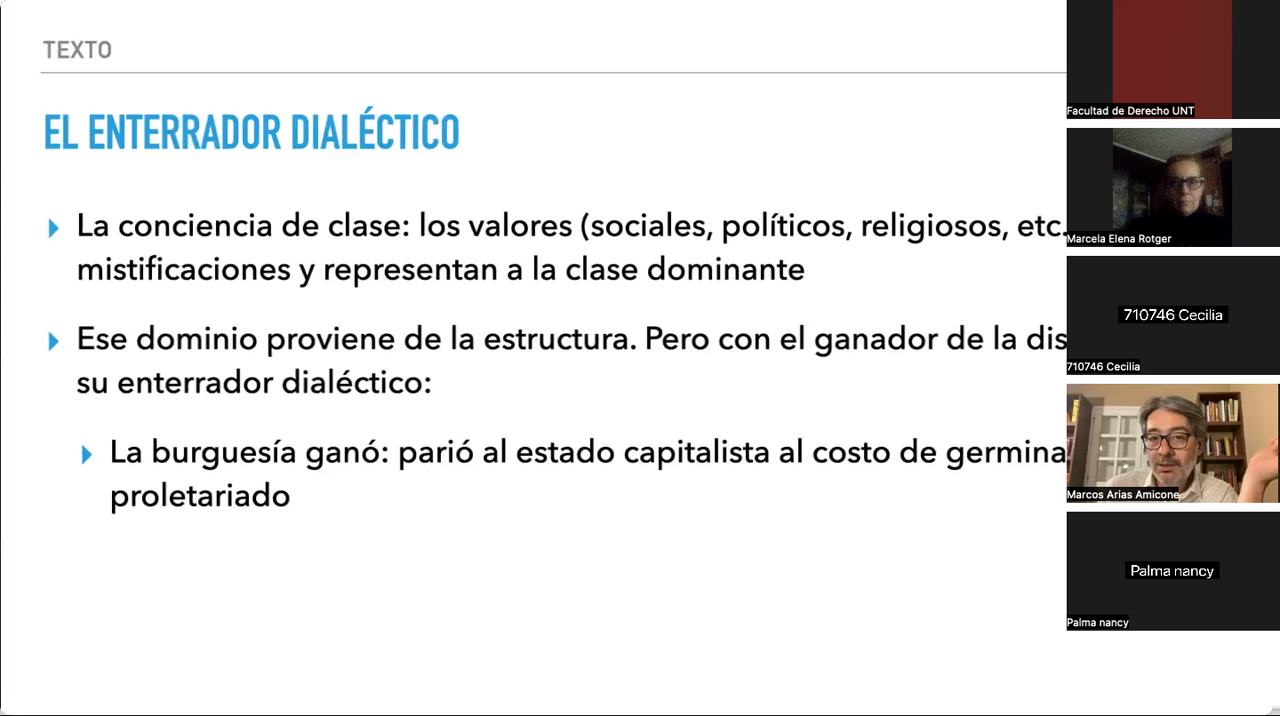 TEXTO
EL ENTERRADOR DIALÉCTICO
La conciencia de clase: los valores (sociales, políticos, religiosos, etc.
mistificaciones y representan a la clase dominante
Ese dominio proviene de la estructura. Pero con el ganador de la dis
su enterrador dialéctico:
La burguesía ganó: parió al estado capitalista al costo de germina
proletariado
Facultad de Derecho UNT
Marcela Elena Rotger
710746 Cecilia
710746 Cecilia
Marcos Arias Amicone
Palma nancy
Palma nancy